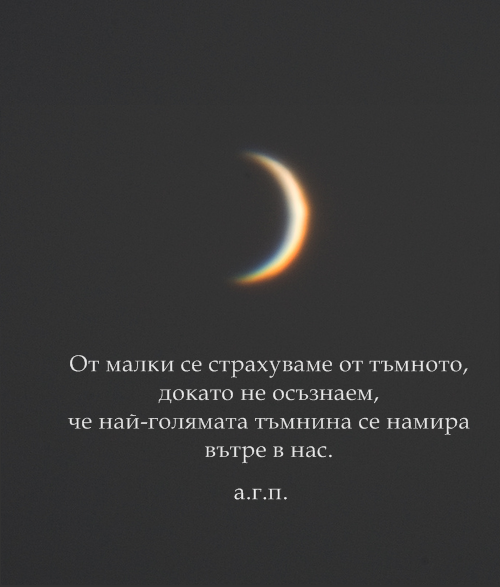 От малки се страхуваме от тъмното,
докато не осъзнаем,
че най-голямата тъмнина се намира
вътре в нас.
а.г.п.